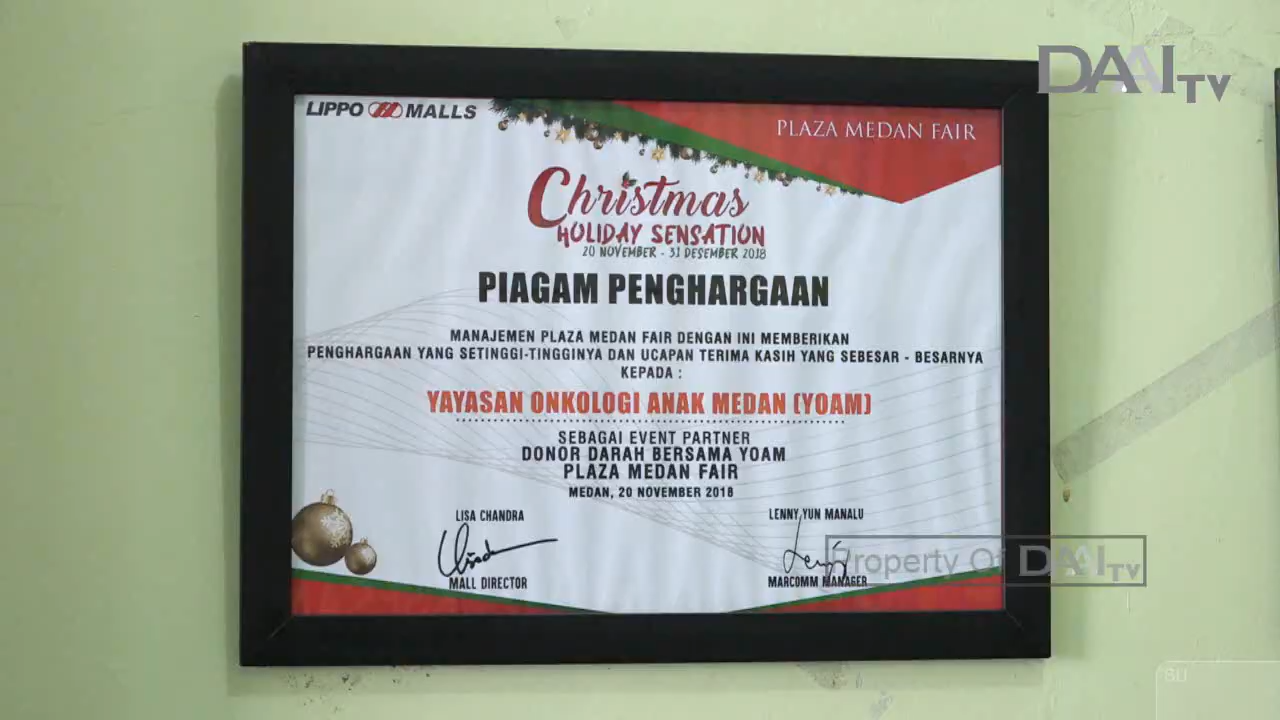 DAAI TV
LIPPO MALLS
PLAZA MEDAN FAIR
Christmas
HOLIDAY SENSATION
20 NOVEMBER - 31 DESEMBER 2018
PIAGAM PENGHARGAAN
MANAJEMEN PLAZA MEDAN FAIR DENGAN INI MEMBERIKAN
PENGHARGAAN YANG SETINGGI-TINGGINYA DAN UCAPAN TERIMA KASIH YANG SEBESAR - BESARNYA
KEPADA :
YAYASAN ONKOLOGI ANAK MEDAN (YOAM)
SEBAGAI EVENT PARTNER
DONOR DARAH BERSAMA YOAM
PLAZA MEDAN FAIR
MEDAN, 20 NOVEMBER 2018
LISA CHANDRA
MALL DIRECTOR
LENNY YUN MANALU
MARCOMM MANAGER
Property Of DAAI TV